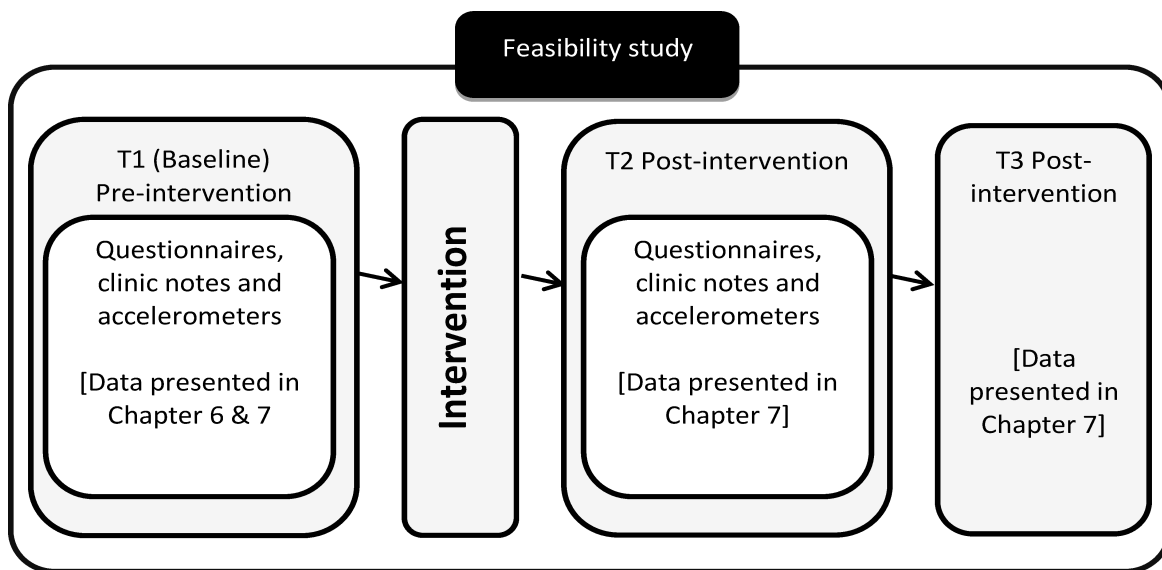 Feasibility study
T1 (Baseline)
Pre-intervention
Questionnaires,
clinic notes and
accelerometers
[Data presented in
Chapter 6 & 7
Intervention
T2 Post-intervention
Questionnaires,
clinic notes and
accelerometers
[Data presented in
Chapter 7]
T3 Post-
intervention
[Data
presented in
Chapter 7]